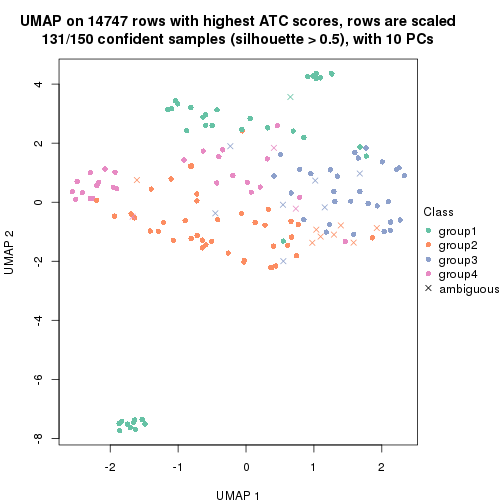 UMAP on 14747 rows with highest ATC scores, rows are scaled
131/150 confident samples (silhouette > 0.5), with 10 PCs
4
2
0
-2
-4
-6
-8
UMAP 2
-2
-1
0
1
2
UMAP 1
Class
group1
group2
group3
group4
ambiguous